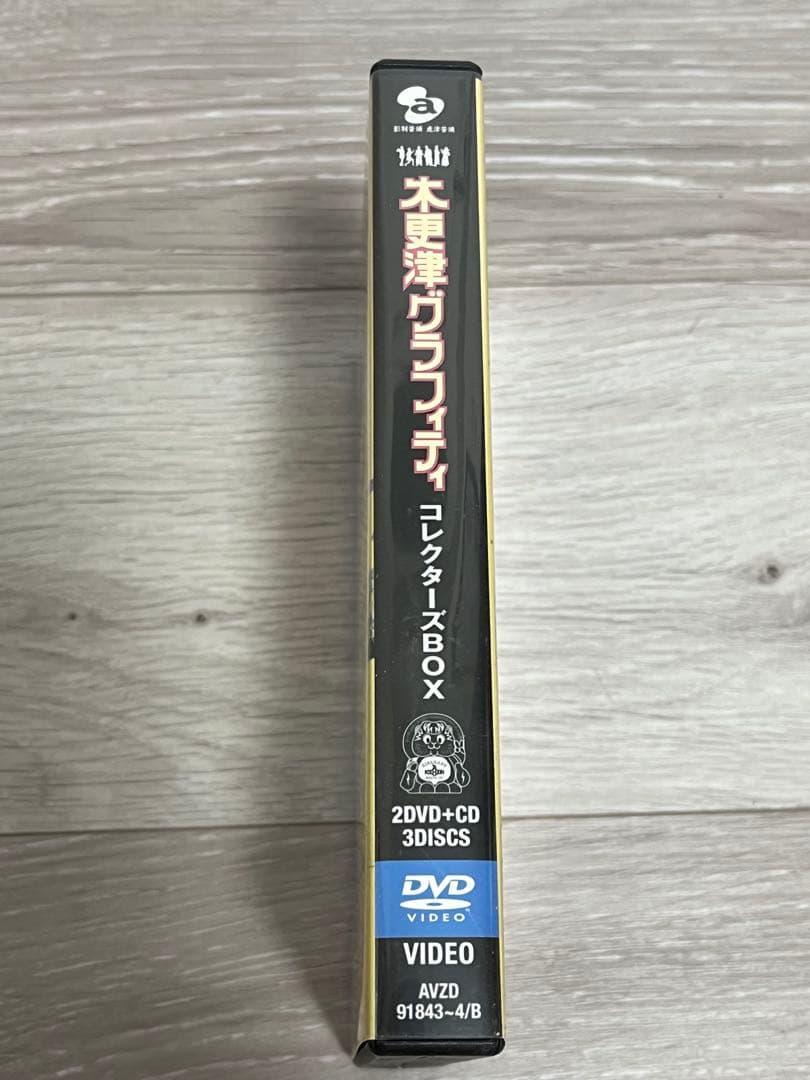 a
木更津グラフィティ
コレクターズBOX
2DVD+CD
3DISCS
DVD
VIDEO
VIDEO
AVZD
91843~4/B